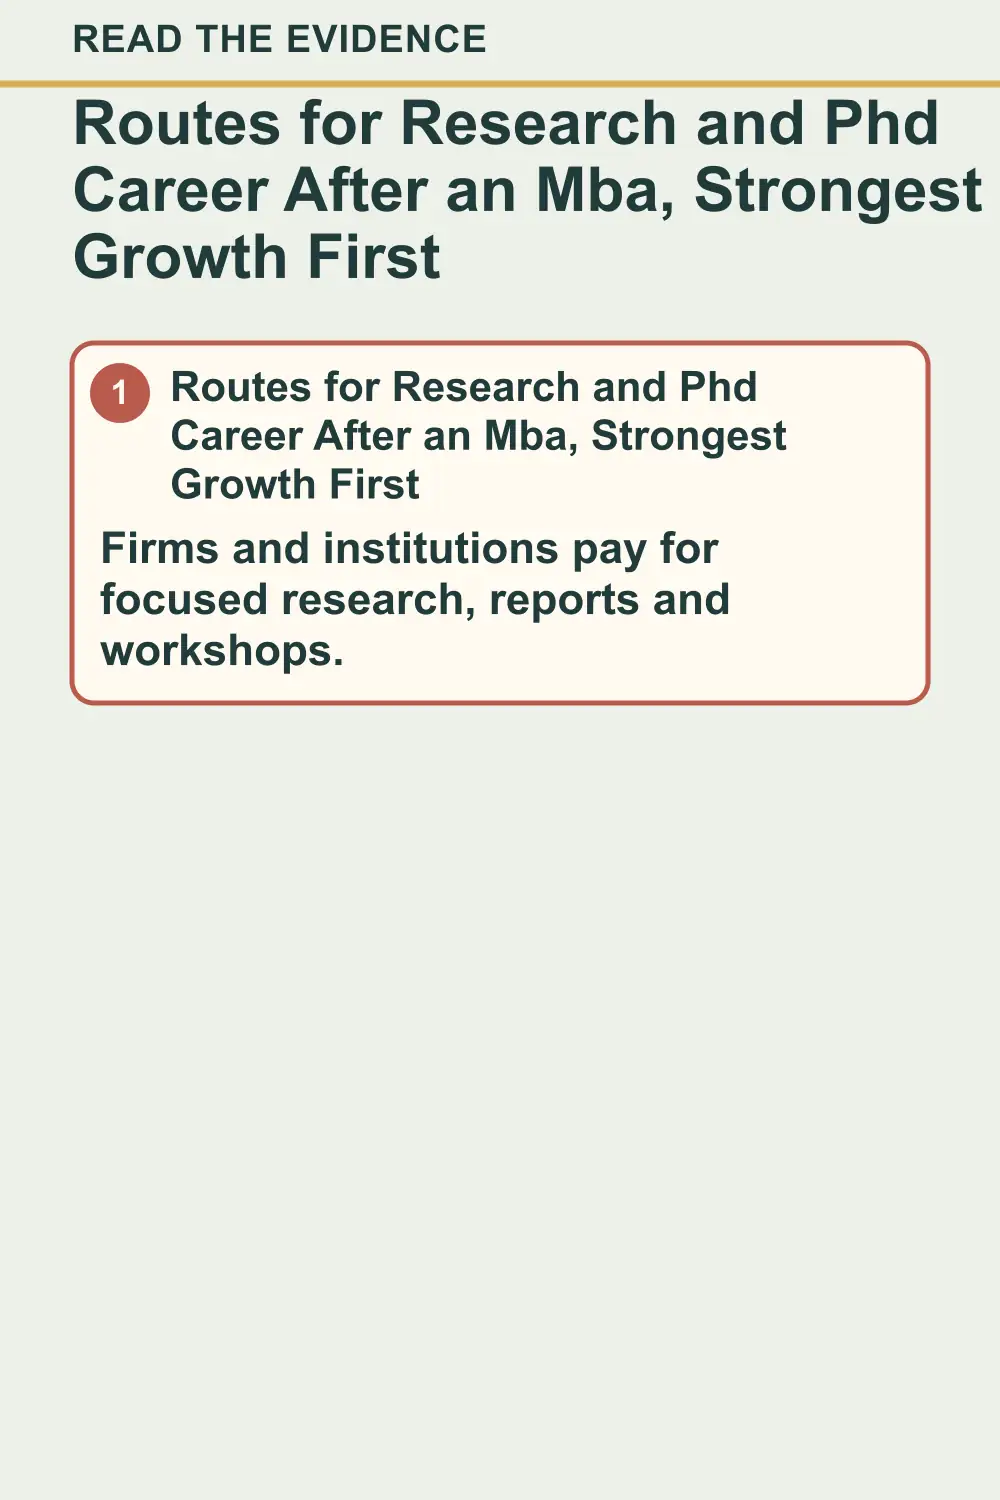 READ THE EVIDENCE
Routes for Research and Phd
Career After an Mba, Strongest
Growth First
1
Routes for Research and Phd
Career After an Mba, Strongest
Growth First
Firms and institutions pay for
focused research, reports and
workshops.